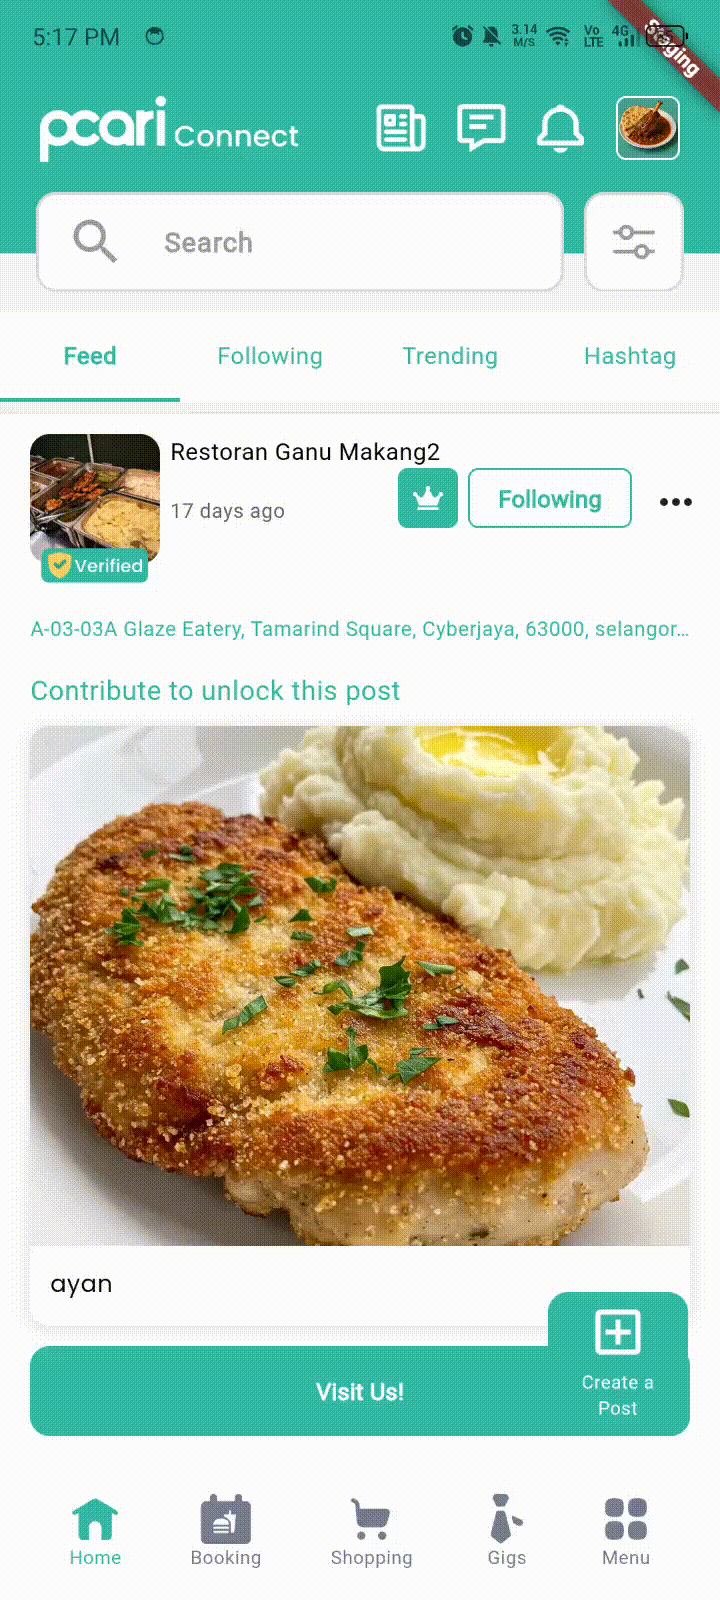 5:17 PM
3.14
M/S
Vo
LTE
4G
Staging
pcari Connect
Search
Feed
Following
Trending
Hashtag
Restoran Ganu Makang2
17 days ago
Following
Verified
A-03-03A Glaze Eatery, Tamarind Square, Cyberjaya, 63000, selangor...
Contribute to unlock this post
ayan
Visit Us!
Create a
Post
Home
Booking
Shopping
Gigs
Menu